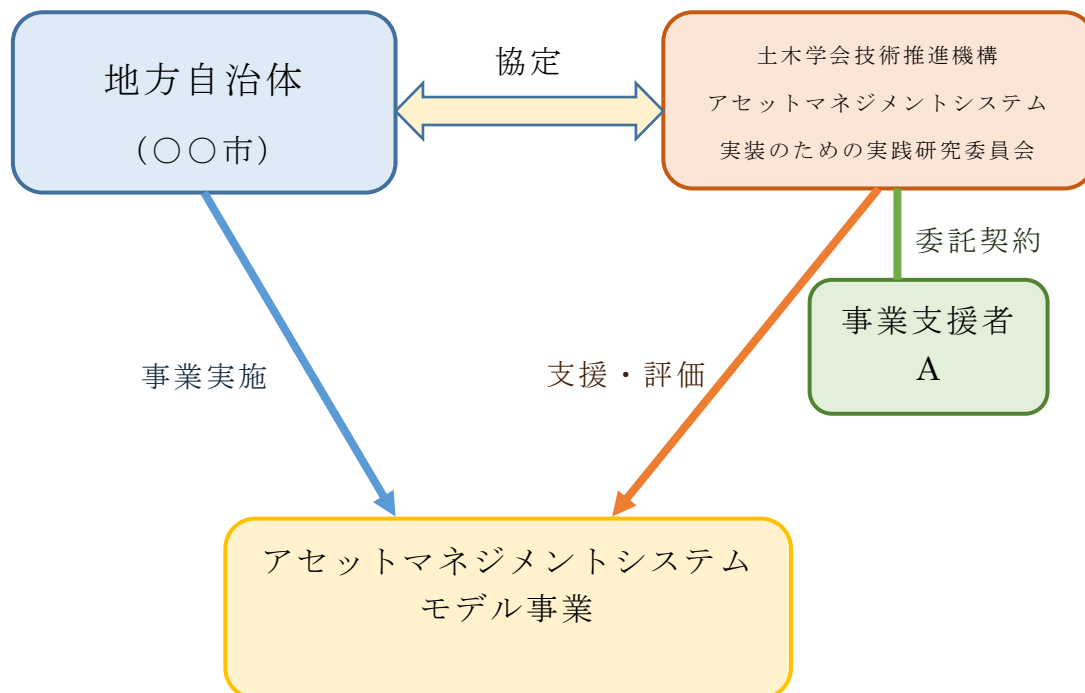 地方自治体
(○○市)
協定
土木学会技術推進機構
アセットマネジメントシステム
実装のための実践研究委員会
委託契約
事業支援者
A
事業実施
支援・評価
アセットマネジメントシステム
モデル事業